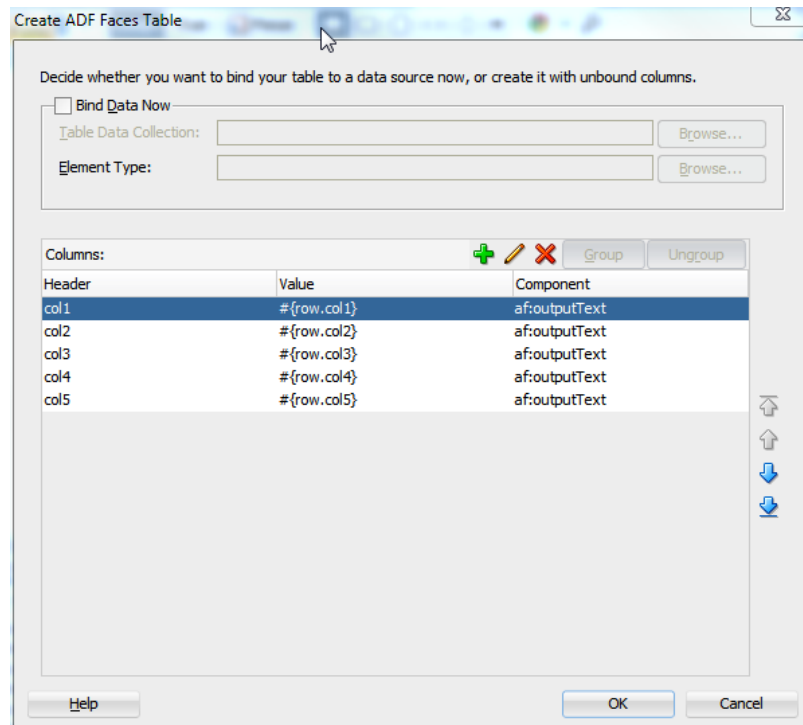 Create ADF Faces Table
Decide whether you want to bind your table to a data source now, or create it with unbound columns.
Bind Data Now
Table Data Collection: Browse...
Element Type: Browse...
Columns: Group Ungroup
Header Value Component
col1 #{row.col1} af:outputText
col2 #{row.col2} af:outputText
col3 #{row.col3} af:outputText
col4 #{row.col4} af:outputText
col5 #{row.col5} af:outputText
Help OK Cancel